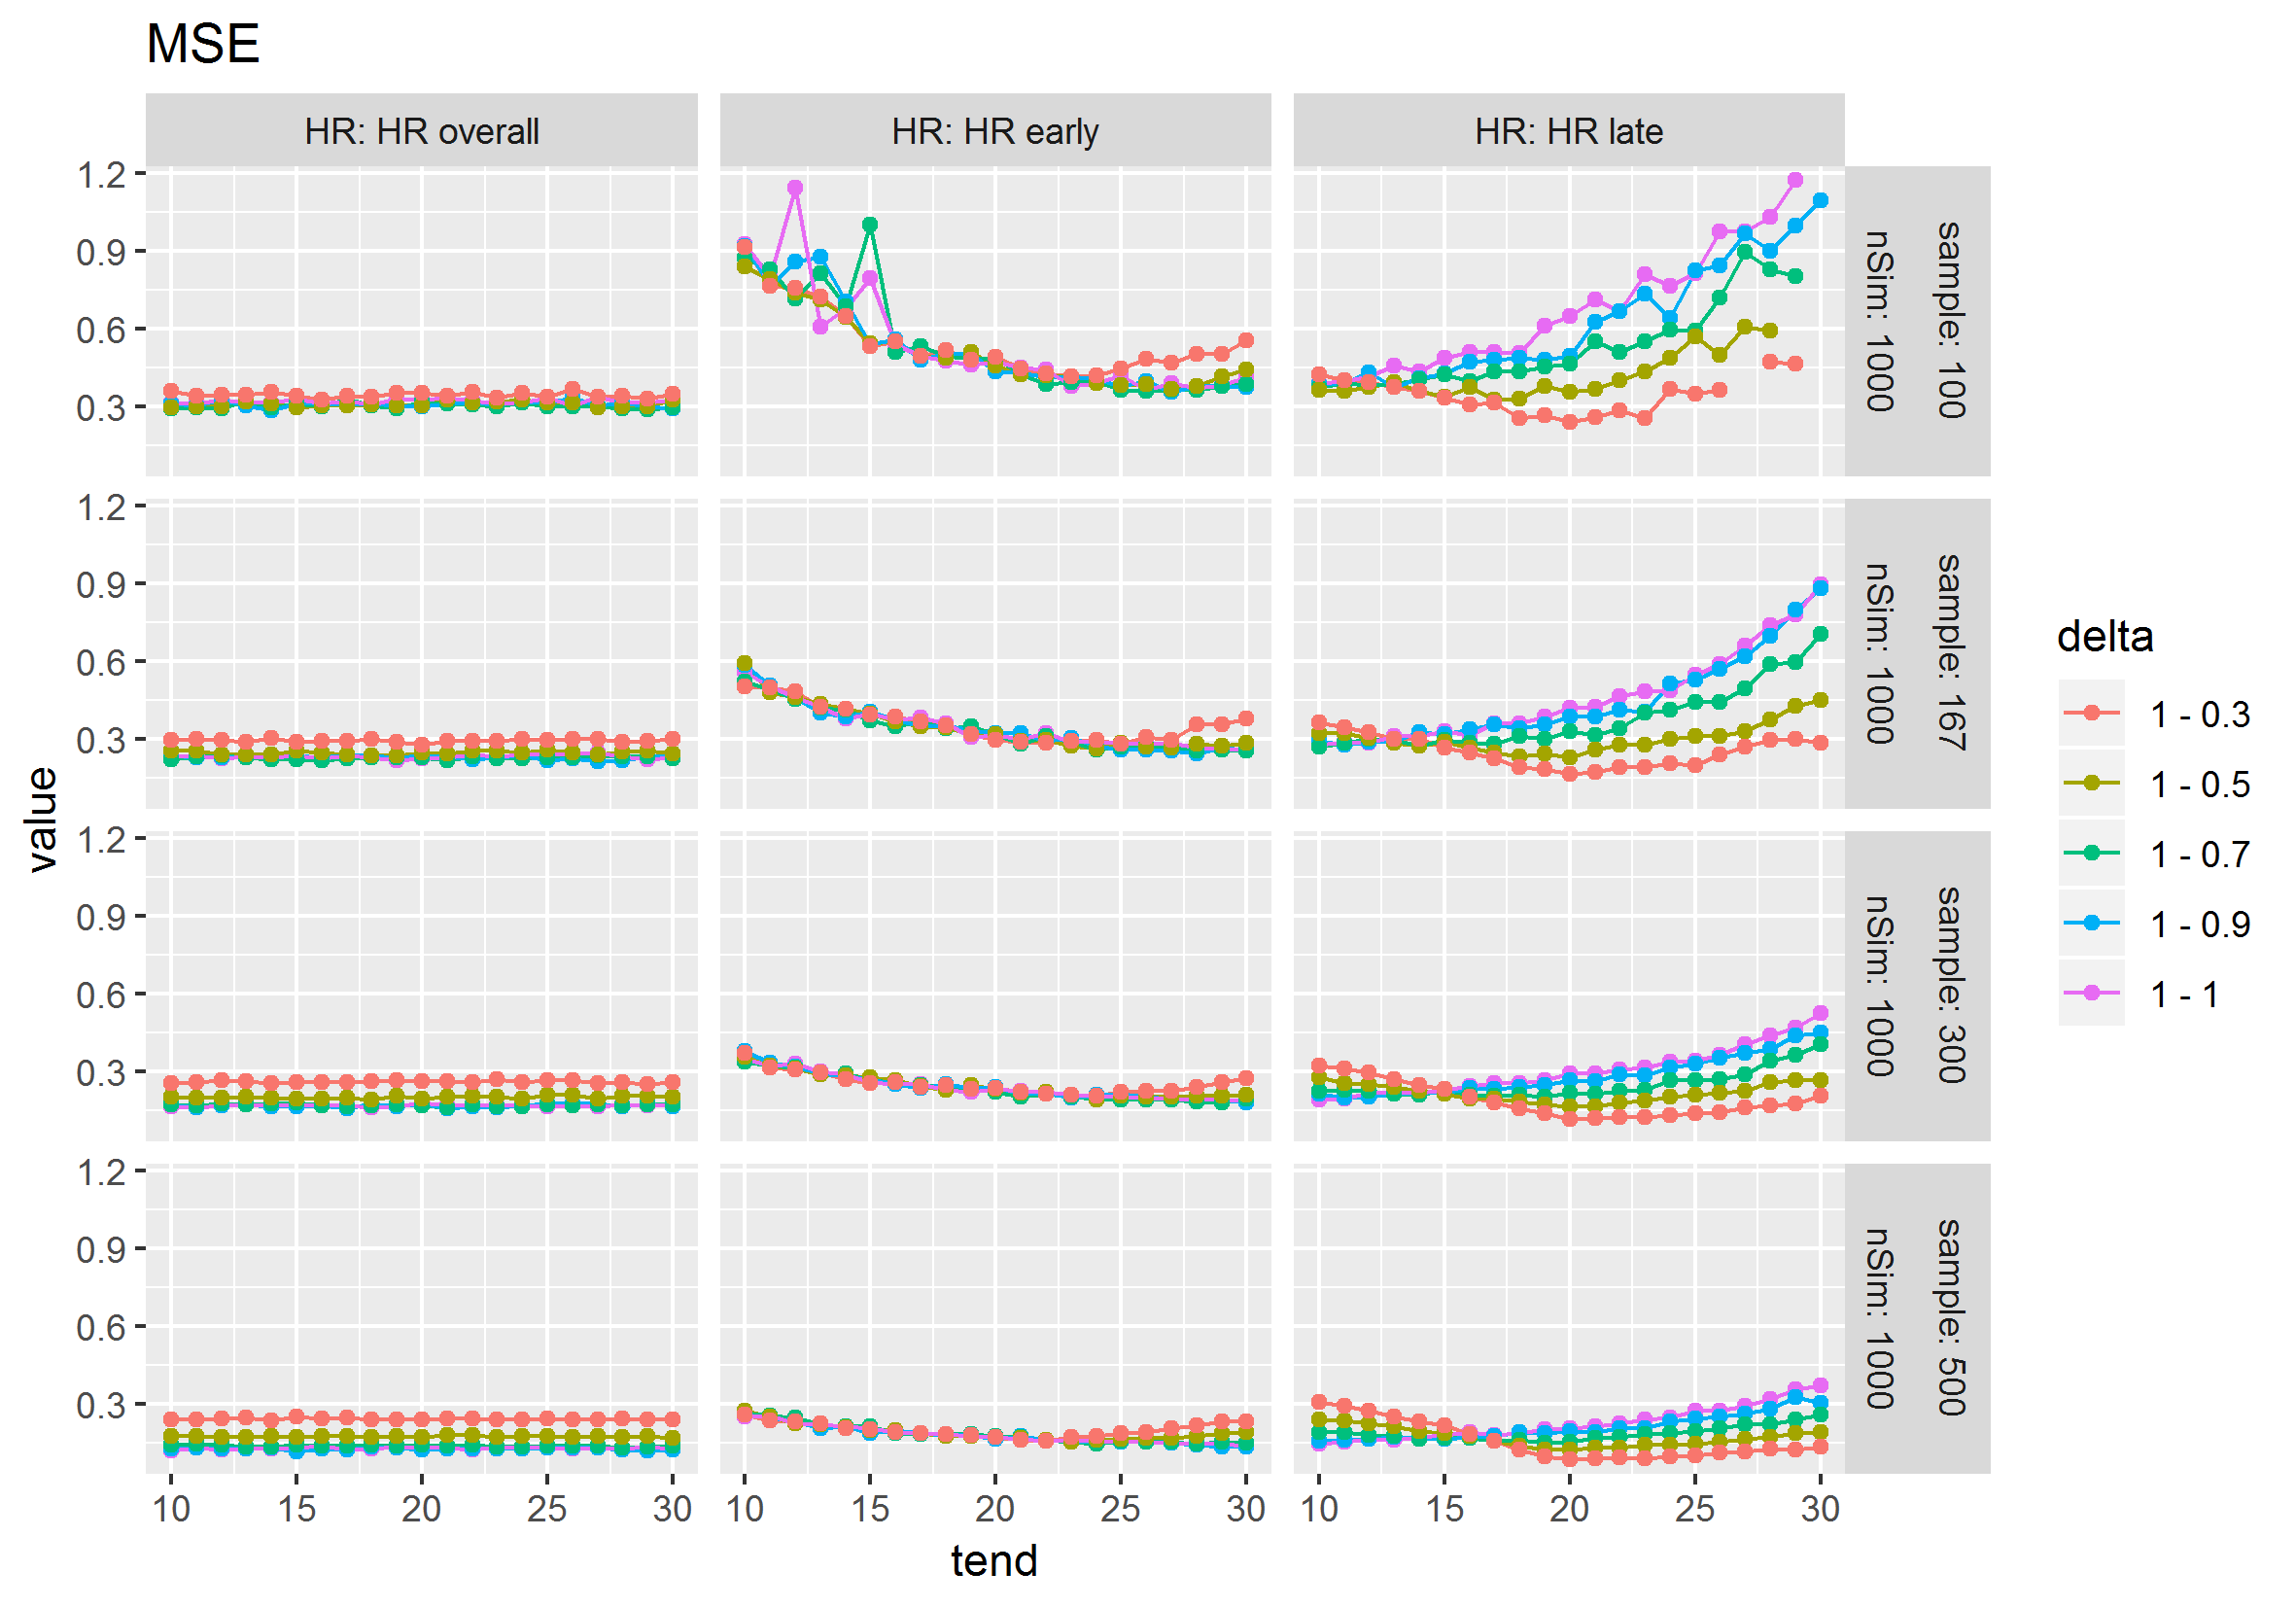 MSE
HR: HR overall
HR: HR early
HR: HR late
1.2
0.9
0.6
0.3
sample: 100
nSim: 1000
1.2
0.9
0.6
0.3
sample: 167
nSim: 1000
1.2
0.9
0.6
0.3
sample: 300
nSim: 1000
1.2
0.9
0.6
0.3
sample: 500
nSim: 1000
value
10 15 20 25 30
10 15 20 25 30
10 15 20 25 30
tend
delta
1 - 0.3
1 - 0.5
1 - 0.7
1 - 0.9
1 - 1